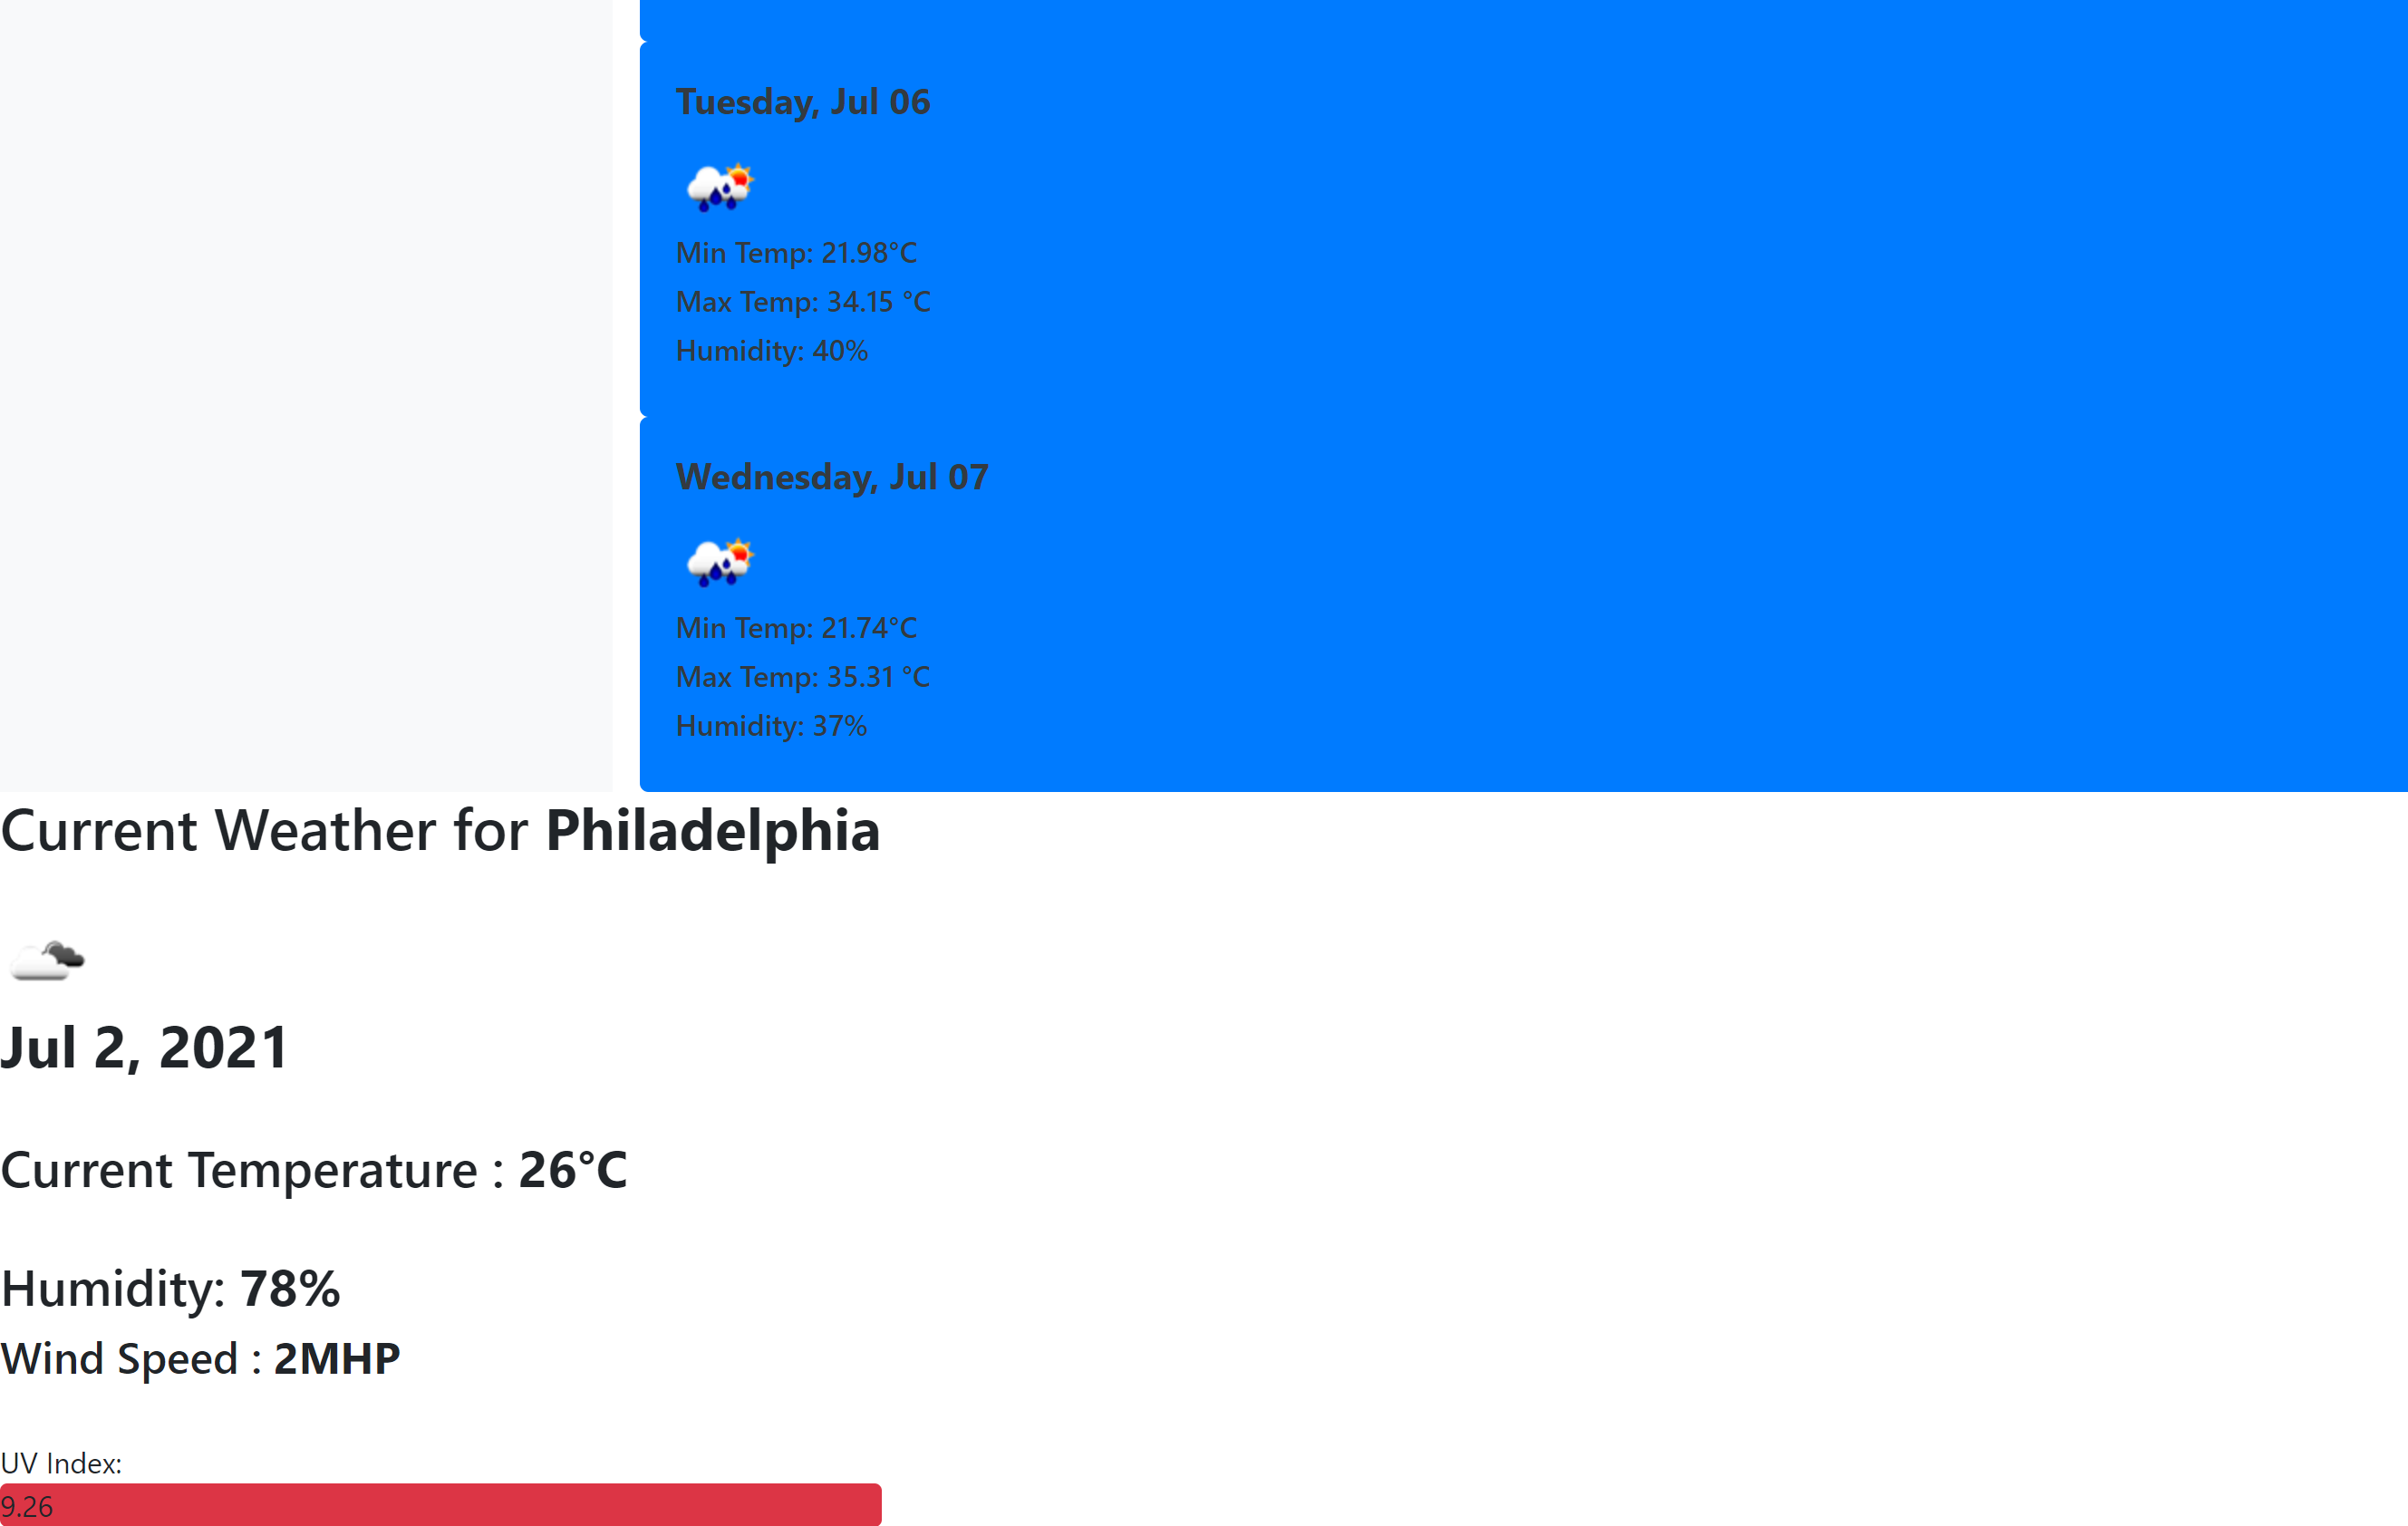 Tuesday, Jul 06
Min Temp: 21.98°C
Max Temp: 34.15 °C
Humidity: 40%
Wednesday, Jul 07
Min Temp: 21.74°C
Max Temp: 35.31 °C
Humidity: 37%
Current Weather for Philadelphia
Jul 2, 2021
Current Temperature : 26°C
Humidity: 78%
Wind Speed : 2MHP
UV Index:
9.26